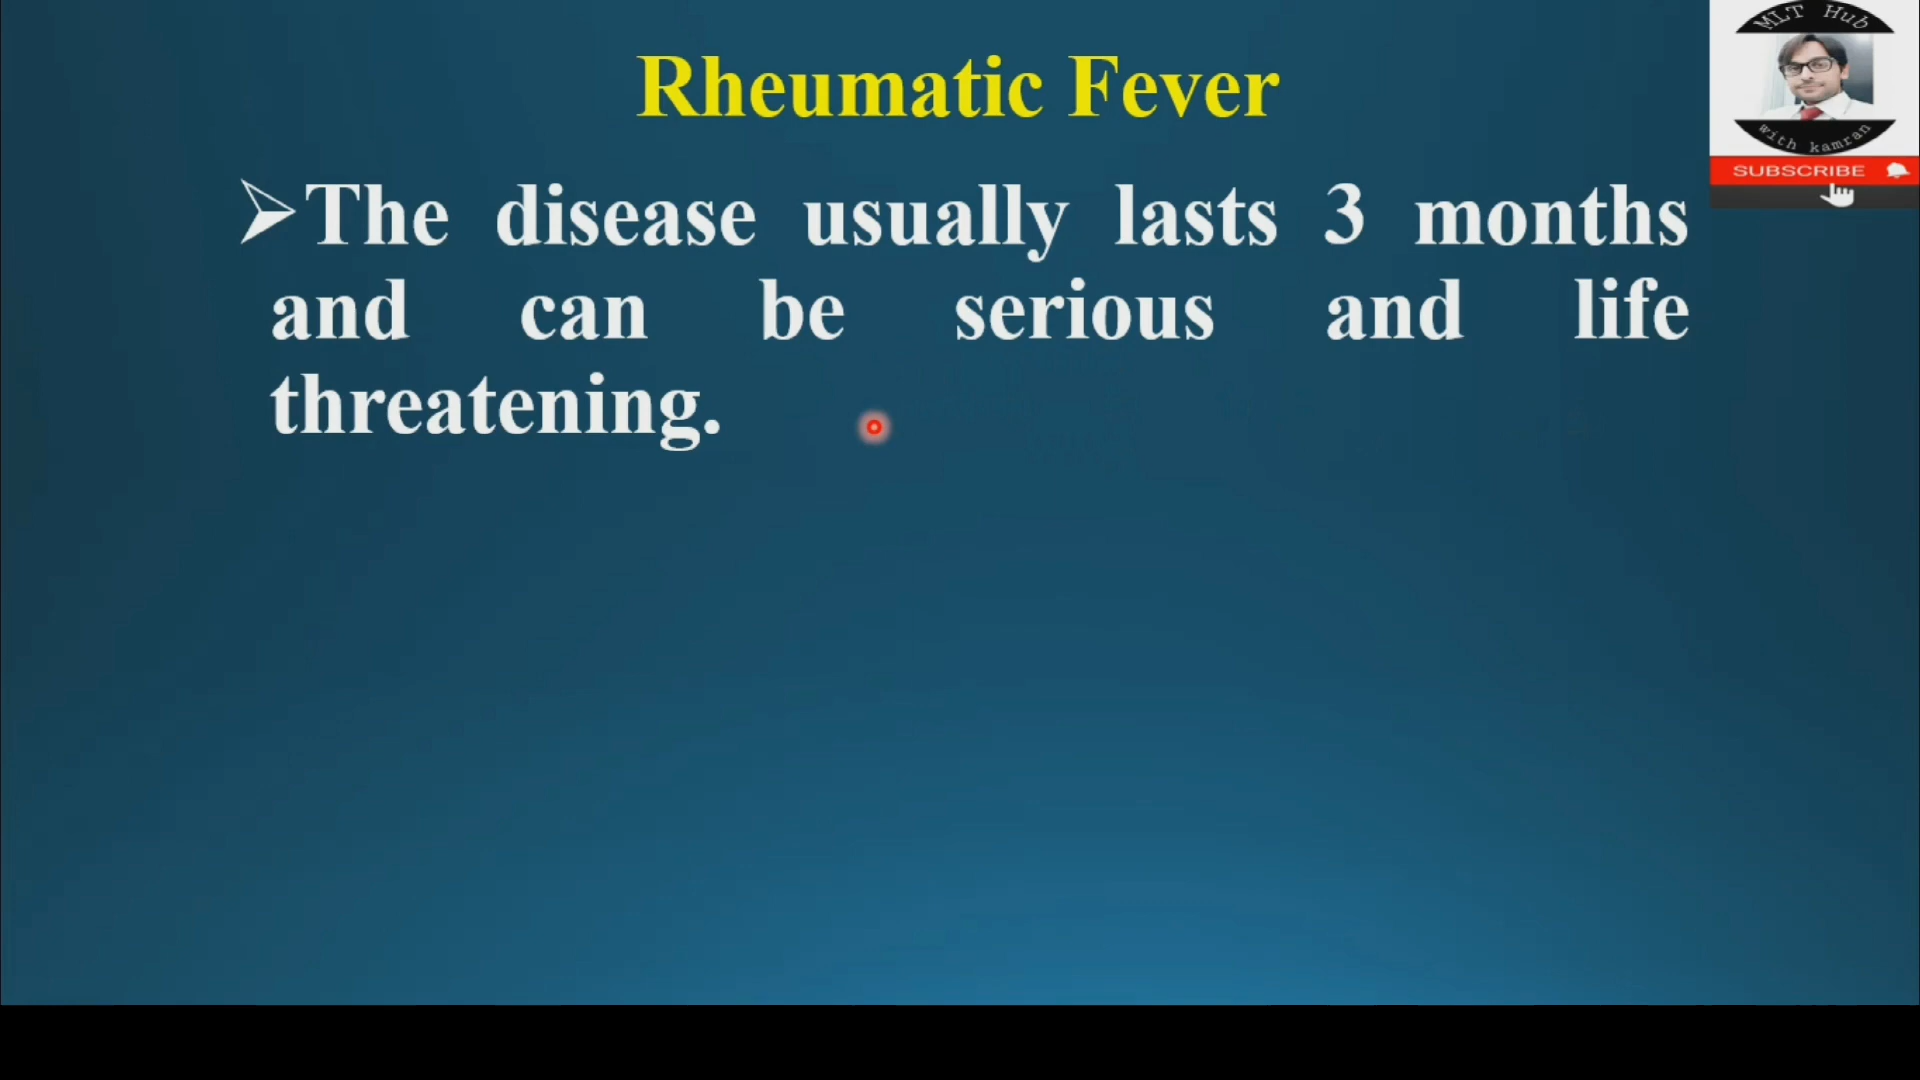 MLT Hub
with kamran
SUBSCRIBE
Rheumatic Fever
➢The disease usually lasts 3 months
and can be serious and life
threatening.